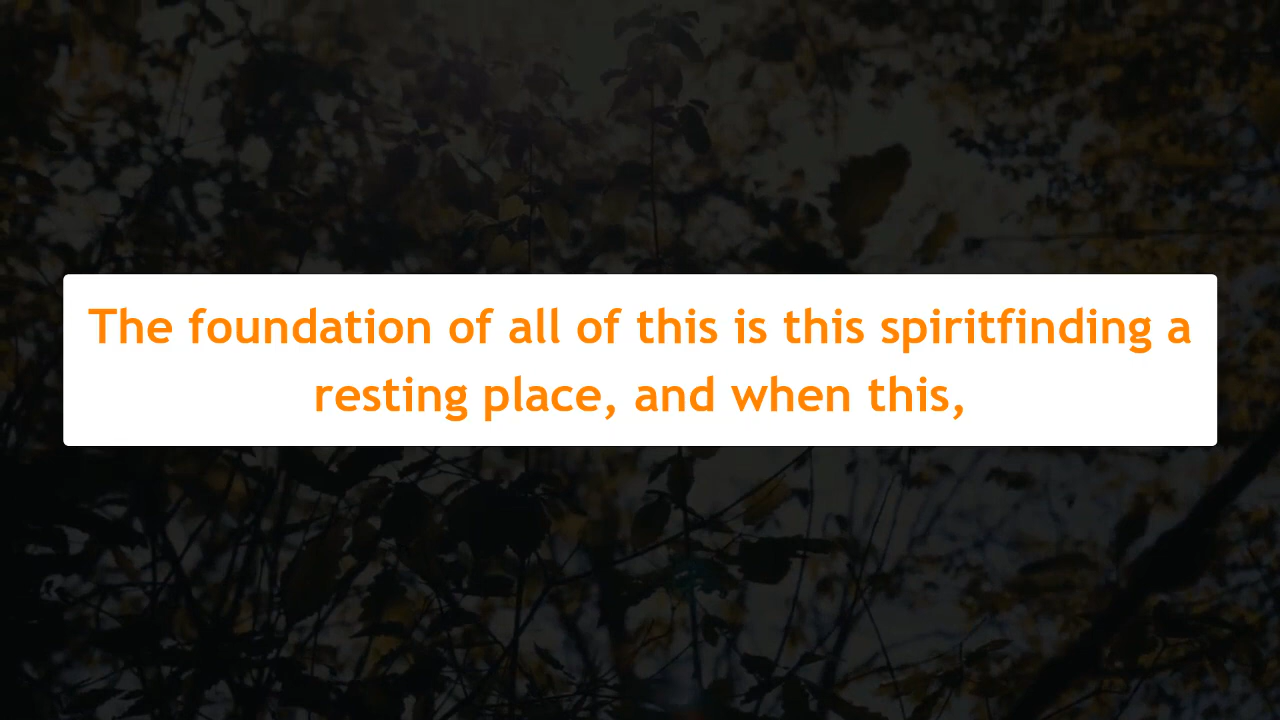 The foundation of all of this is this spiritfinding a
resting place, and when this,